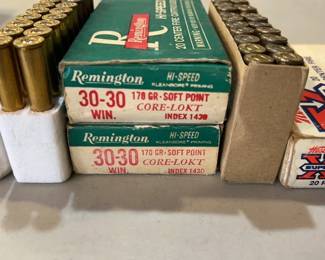 R
Remington
HI-SPEED
20 CENTER FIRE CARTRIDGES
Remington HI-SPEED
KLEANBORE PRIMING
30-30 170 GR·SOFT POINT
WIN. CORE-LOKT
INDEX 1430
Remington HI-SPEED
KLEANBORE PRIMING
30-30 170 GR·SOFT POINT
WIN. CORE-LOKT
INDEX 1430
X
20